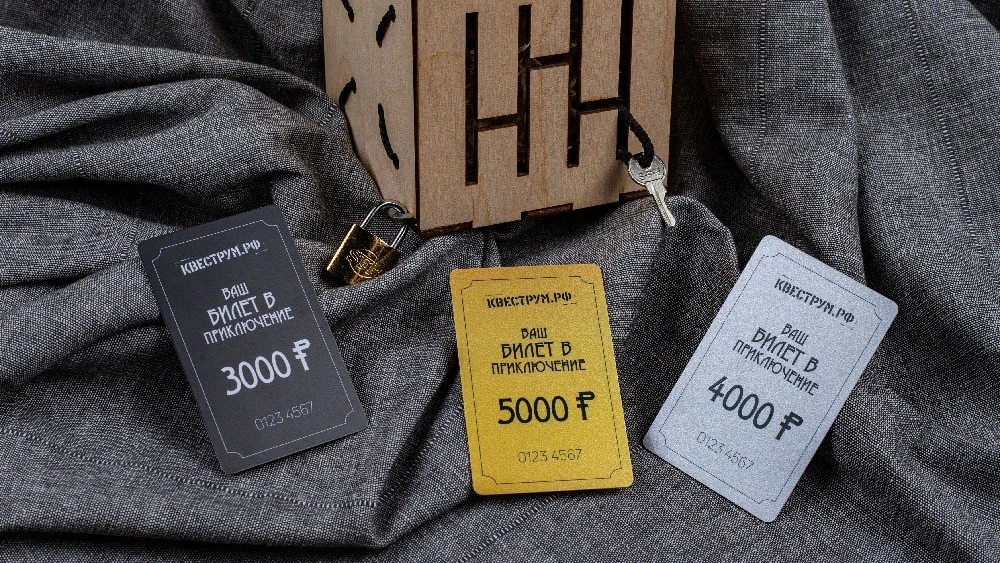 КВЕСТРУМ.РФ
ВАШ
БИЛЕТ В
ПРИКЛЮЧЕНИЕ
3000 ₽
0123 4567
КВЕСТРУМ.РФ
ВАШ
БИЛЕТ В
ПРИКЛЮЧЕНИЕ
5000 ₽
0123 4567
КВЕСТРУМ.РФ
ВАШ
БИЛЕТ В
ПРИКЛЮЧЕНИЕ
4000 ₽
0123 4567